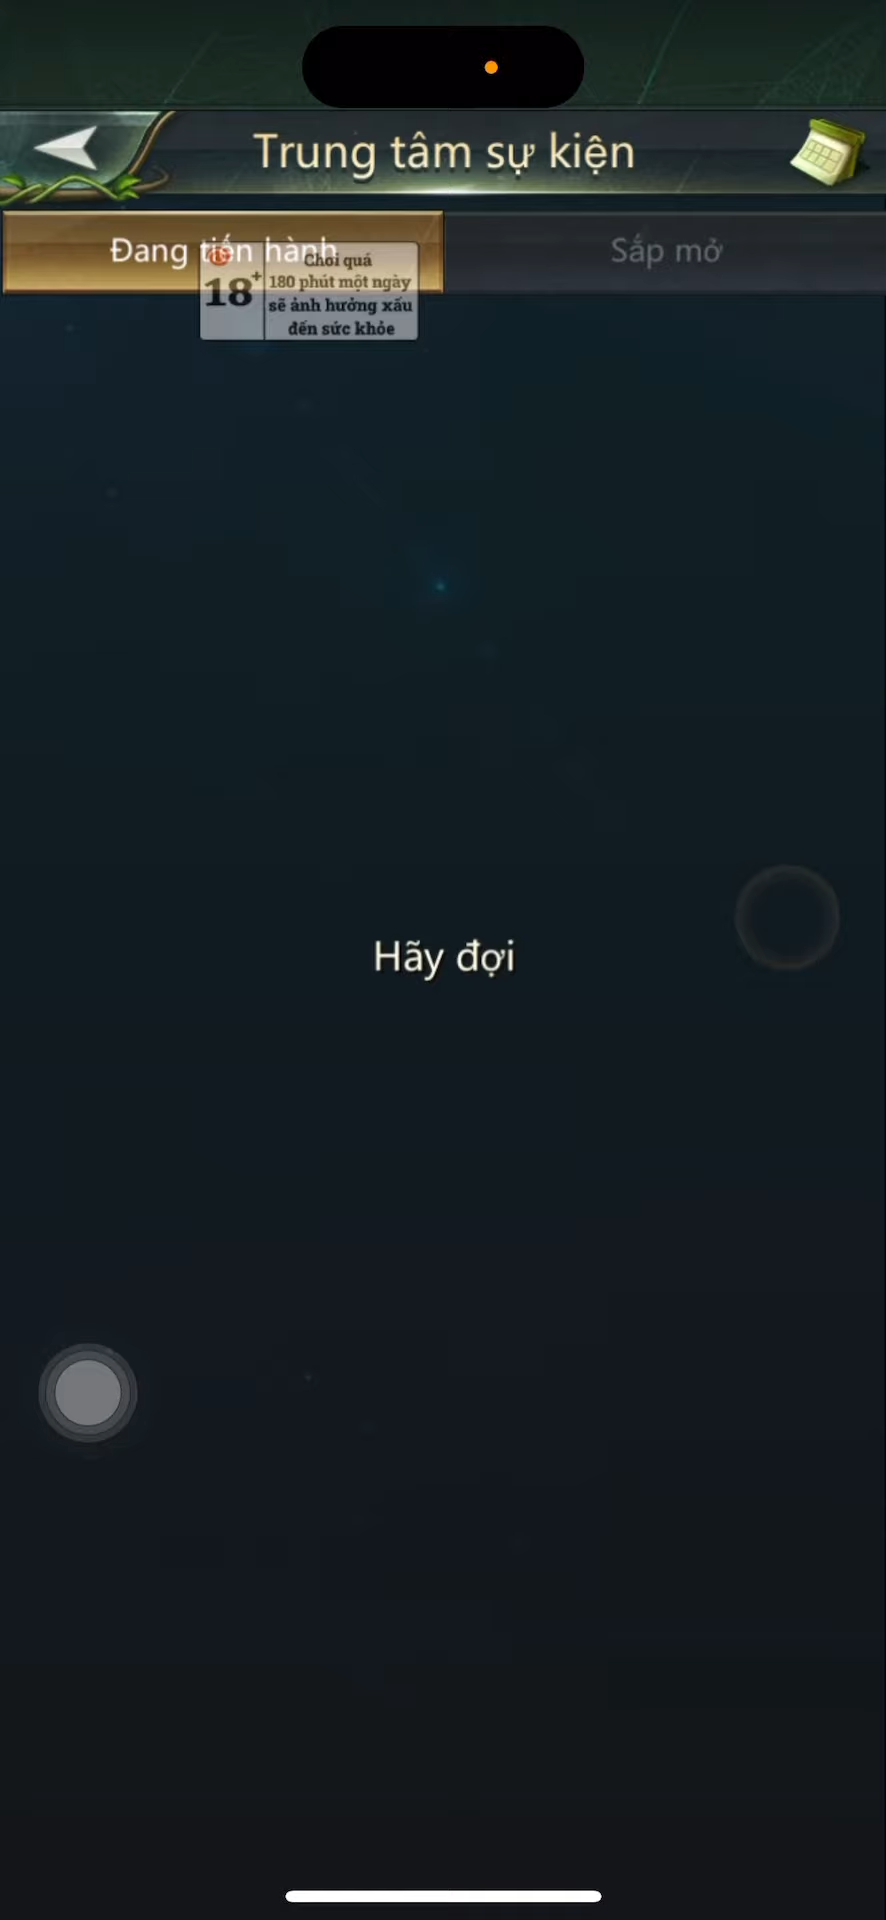 Trung tâm sự kiện
Đang tiến hành
Sắp mở
18+
Chơi quá
180 phút một ngày
sẽ ảnh hưởng xấu
đến sức khỏe
Hãy đợi